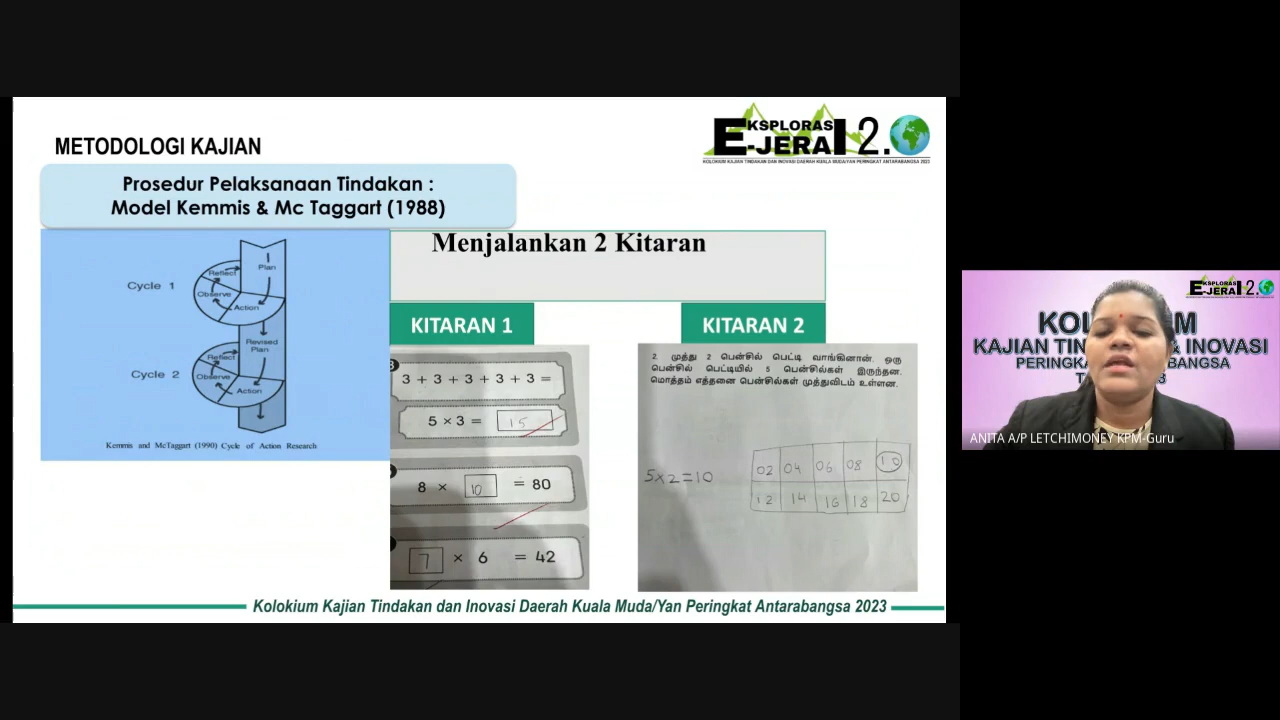 METODOLOGI KAJIAN
Prosedur Pelaksanaan Tindakan :
Model Kemmis & Mc Taggart (1988)
EKSPLORASI
E-JERAI 2.0
KOLOKIUM KAJIAN TINDAKAN DAN INOVASI DAERAH KUALA MUDA/YAN PERINGKAT ANTARABANGSA 2023
Menjalankan 2 Kitaran
Cycle 1
Plan
Reflect
Observe
Action
Cycle 2
Revised
Plan
Reflect
Observe
Action
Kemmis and McTaggart (1990) Cycle of Action Research
KITARAN 1
3 + 3 + 3 + 3 + 3 =
5 × 3 = 15
8 × 10 = 80
7 × 6 = 42
KITARAN 2
2. முத்து 2 பென்சில் பெட்டி வாங்கினான். ஒரு
பென்சில் பெட்டியில் 5 பென்சில்கள் இருந்தன.
மொத்தம் எத்தனை பென்சில்கள் முத்துவிடம் உள்ளன.
5×2=10
02 04 06 08 10
12 14 16 18 20
Kolokium Kajian Tindakan dan Inovasi Daerah Kuala Muda/Yan Peringkat Antarabangsa 2023
EKSPLORASI
E-JERAI 2.0
KAJIAN
INOVASI
ANITA A/P LETCHIMONEY KPM-Guru